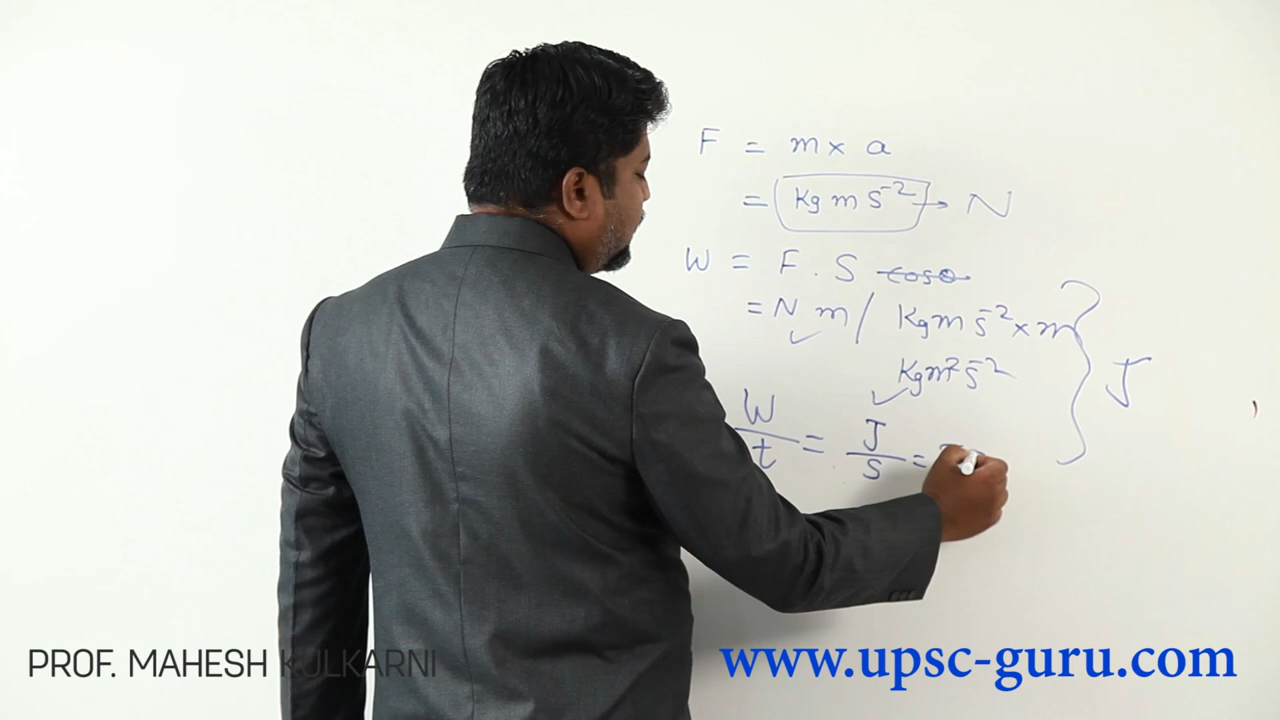 F = m × a
= Kg m s⁻² → N
W = F . S cosθ
= N m / Kg m s⁻² × m
Kg m² s⁻²
J
W/t = J/s =
PROF. MAHESH KULKARNI
www.upsc-guru.com